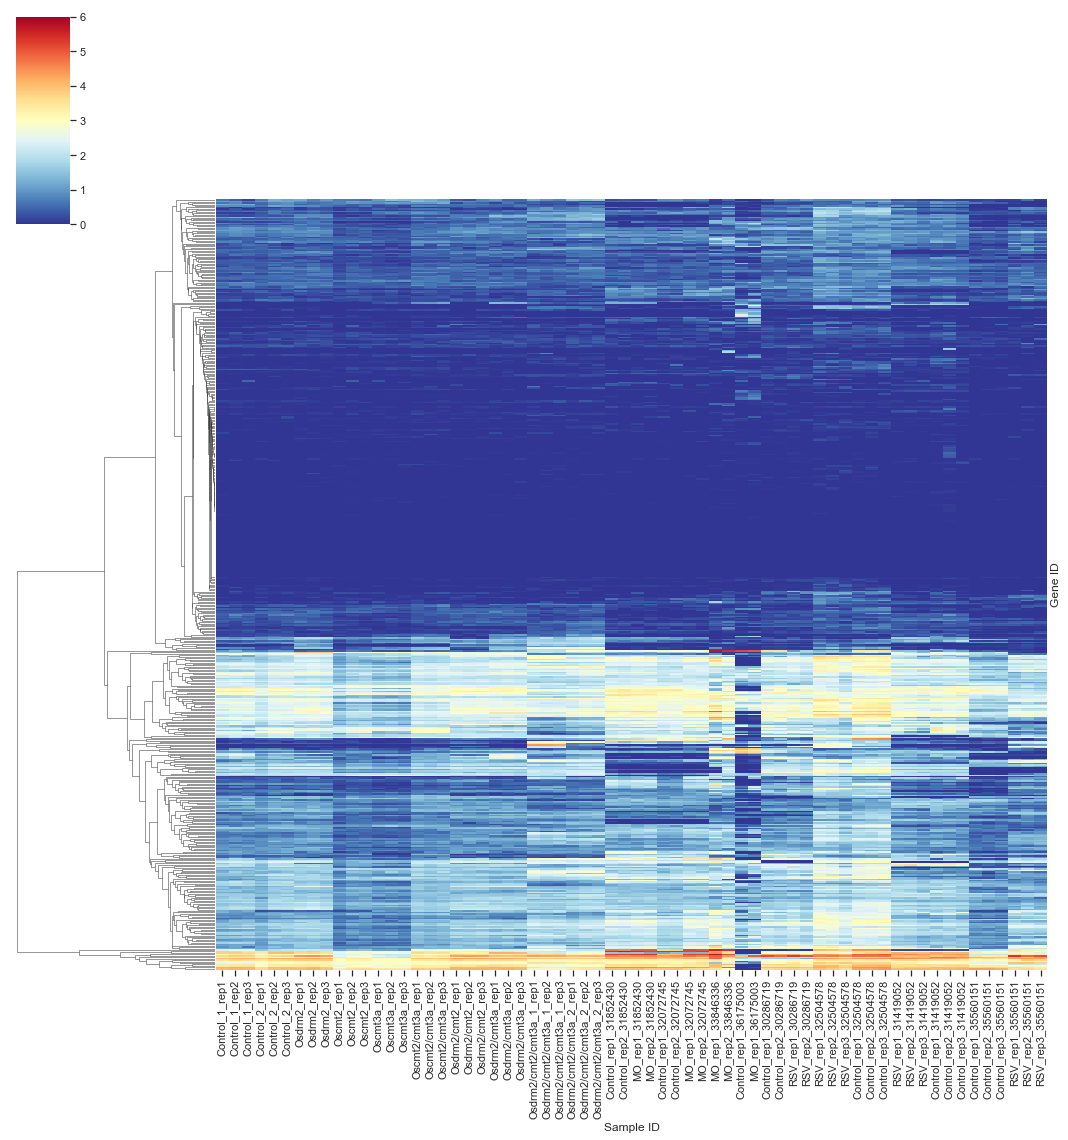 6
5
4
3
2
1
0
Gene ID
Control_1_rep1
Control_1_rep2
Control_1_rep3
Control_2_rep1
Control_2_rep2
Control_2_rep3
Osdrm2_rep1
Osdrm2_rep2
Osdrm2_rep3
Oscmt2_rep1
Oscmt2_rep2
Oscmt2_rep3
Oscmt3a_rep1
Oscmt3a_rep2
Oscmt3a_rep3
Oscmt2/cmt3a_rep1
Oscmt2/cmt3a_rep2
Oscmt2/cmt3a_rep3
Osdrm2/cmt2_rep1
Osdrm2/cmt2_rep2
Osdrm2/cmt2_rep3
Osdrm2/cmt3a_rep1
Osdrm2/cmt3a_rep2
Osdrm2/cmt3a_rep3
Osdrm2/cmt2/cmt3a_1_rep1
Osdrm2/cmt2/cmt3a_1_rep2
Osdrm2/cmt2/cmt3a_1_rep3
Osdrm2/cmt2/cmt3a_2_rep1
Osdrm2/cmt2/cmt3a_2_rep2
Osdrm2/cmt2/cmt3a_2_rep3
Control_rep1_31852430
Control_rep2_31852430
MO_rep1_31852430
MO_rep2_31852430
Control_rep1_32072745
Control_rep2_32072745
MO_rep1_32072745
MO_rep2_32072745
MO_rep1_33846336
MO_rep2_33846336
Control_rep1_36175003
MO_rep1_36175003
Control_rep1_30286719
Control_rep2_30286719
RSV_rep1_30286719
RSV_rep2_30286719
RSV_rep1_32504578
RSV_rep2_32504578
RSV_rep3_32504578
Control_rep1_32504578
Control_rep2_32504578
Control_rep3_32504578
RSV_rep1_31419052
RSV_rep2_31419052
RSV_rep3_31419052
Control_rep1_31419052
Control_rep2_31419052
Control_rep3_31419052
Control_rep1_35560151
Control_rep2_35560151
Control_rep3_35560151
RSV_rep1_35560151
RSV_rep2_35560151
RSV_rep3_35560151
Sample ID